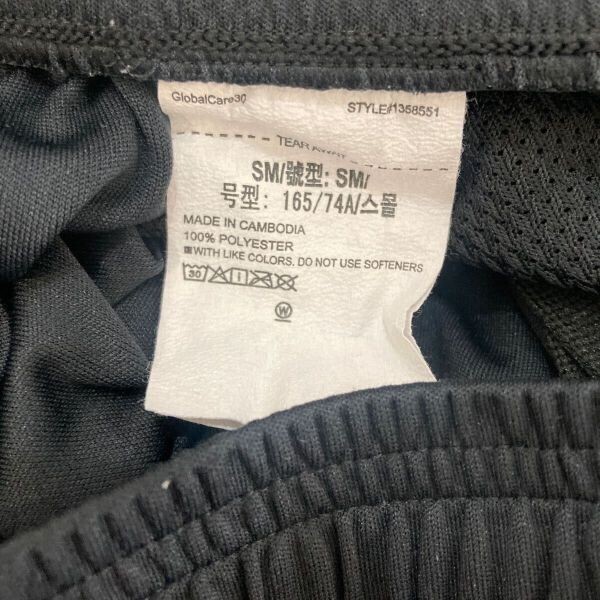 GlobalCare30 STYLE#1358551
TEAR AWAY
SM/號型: SM/
号型: 165/74A/스몰
MADE IN CAMBODIA
100% POLYESTER
WITH LIKE COLORS. DO NOT USE SOFTENERS
30
W